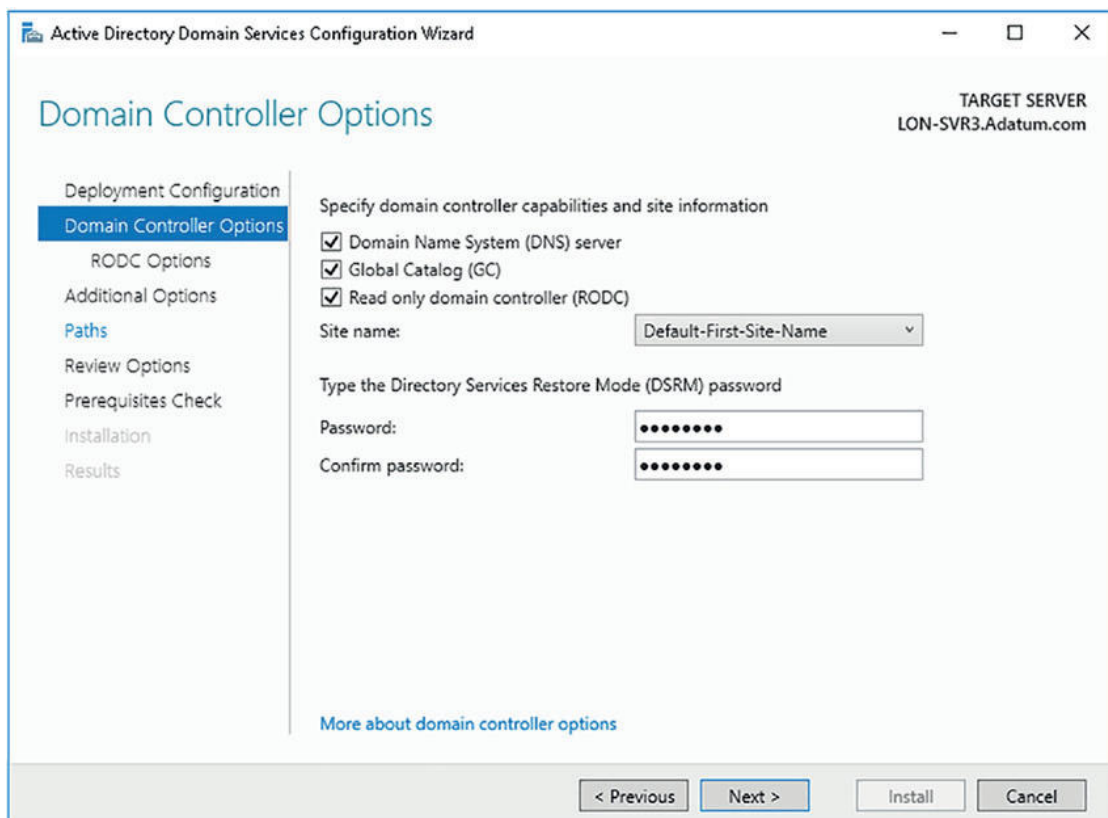 Active Directory Domain Services Configuration Wizard
Domain Controller Options
TARGET SERVER
LON-SVR3.Adatum.com
Deployment Configuration
Domain Controller Options
RODC Options
Additional Options
Paths
Review Options
Prerequisites Check
Installation
Results
Specify domain controller capabilities and site information
Domain Name System (DNS) server
Global Catalog (GC)
Read only domain controller (RODC)
Site name: Default-First-Site-Name
Type the Directory Services Restore Mode (DSRM) password
Password: ●●●●●●●●
Confirm password: ●●●●●●●●
More about domain controller options
< Previous Next > Install Cancel